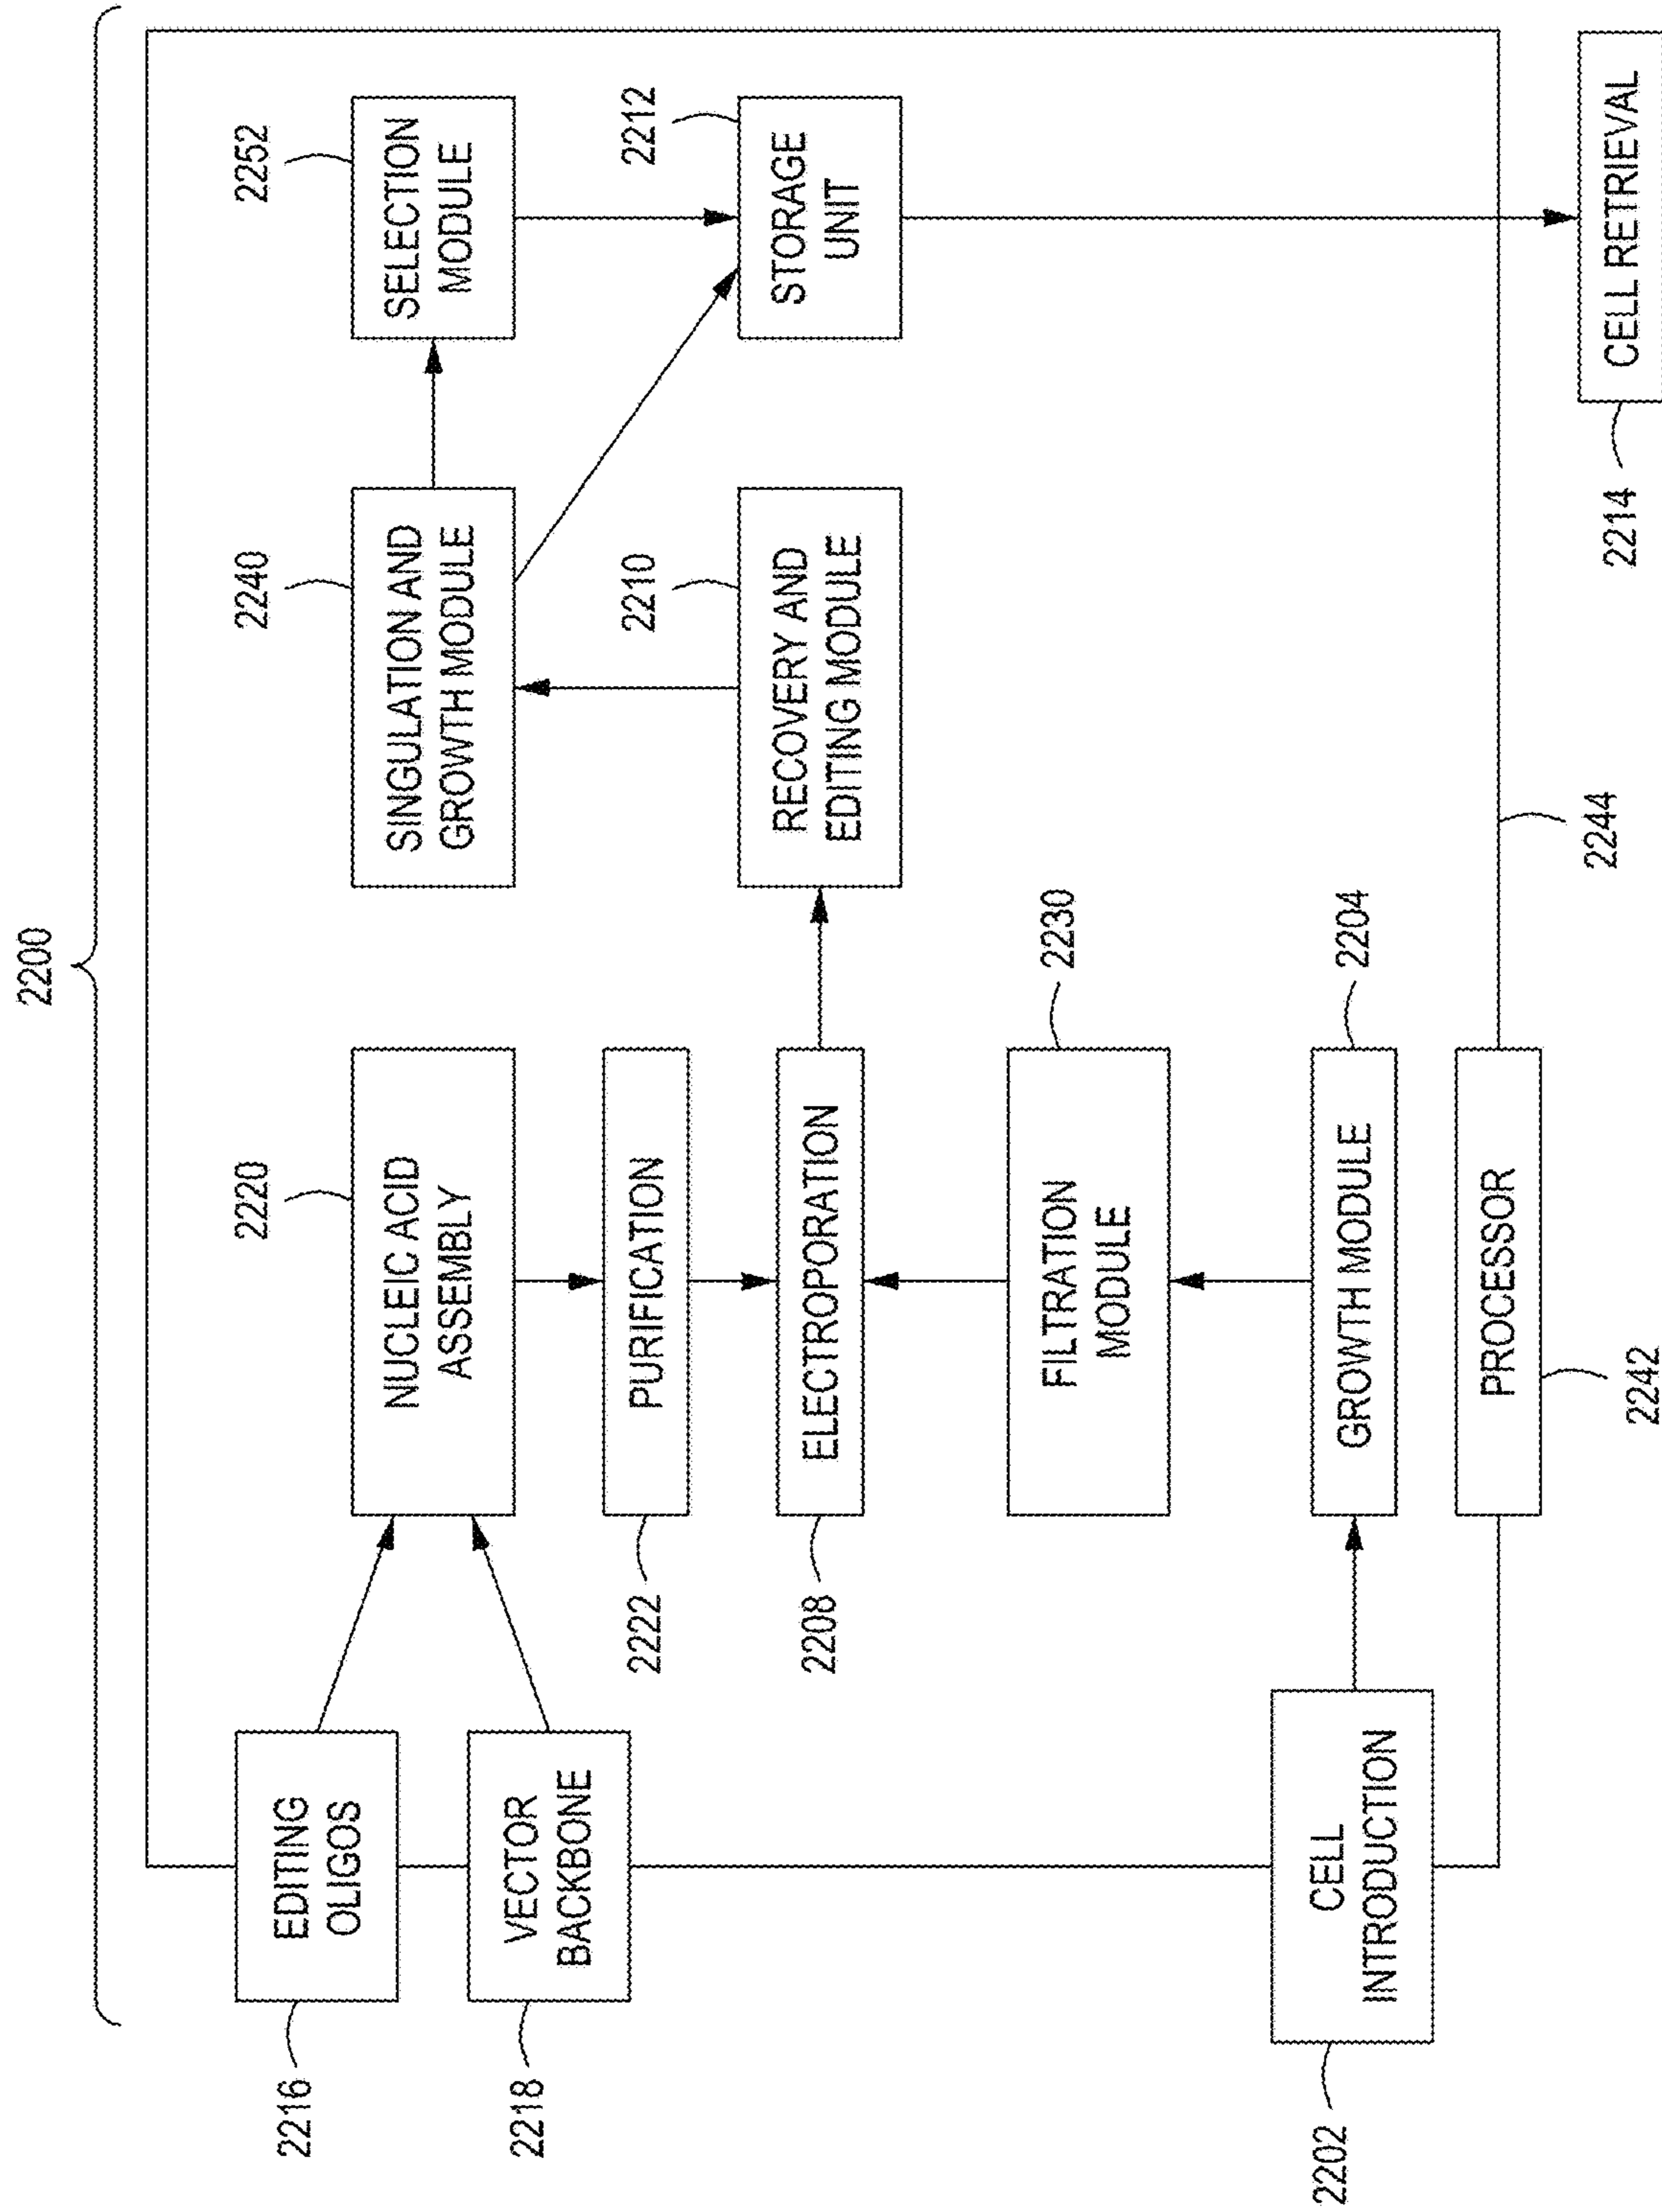 2200
2216
EDITING
OLIGOS
2218
VECTOR
BACKBONE
2220
NUCLEIC ACID
ASSEMBLY
2222
PURIFICATION
2208
ELECTROPORATION
2230
FILTRATION
MODULE
2202
CELL
INTRODUCTION
2204
GROWTH MODULE
2242
PROCESSOR
2244
2240
SINGULATION AND
GROWTH MODULE
2210
RECOVERY AND
EDITING MODULE
2252
SELECTION
MODULE
2212
STORAGE
UNIT
2214
CELL RETRIEVAL